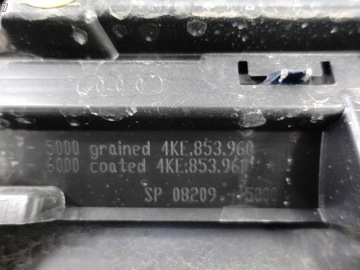 5000 grained 4KE.853.960
6000 coated 4KE.853.961
SP 08209